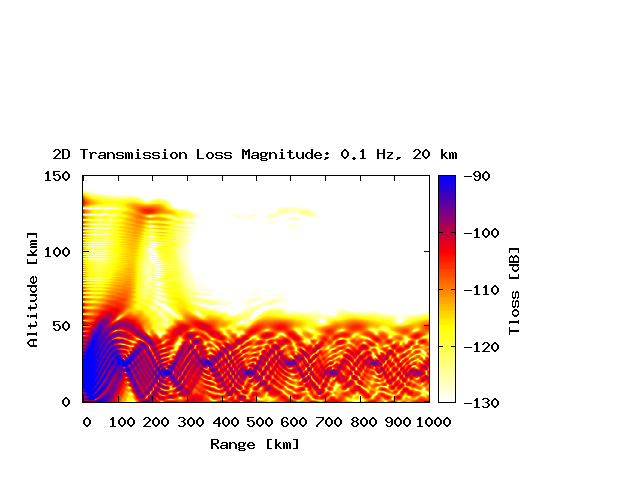 2D Transmission Loss Magnitude; 0.1 Hz, 20 km
150
100
50
0
Altitude [km]
0 100 200 300 400 500 600 700 800 900 1000
Range [km]
-90
-100
-110
-120
-130
Tloss [dB]